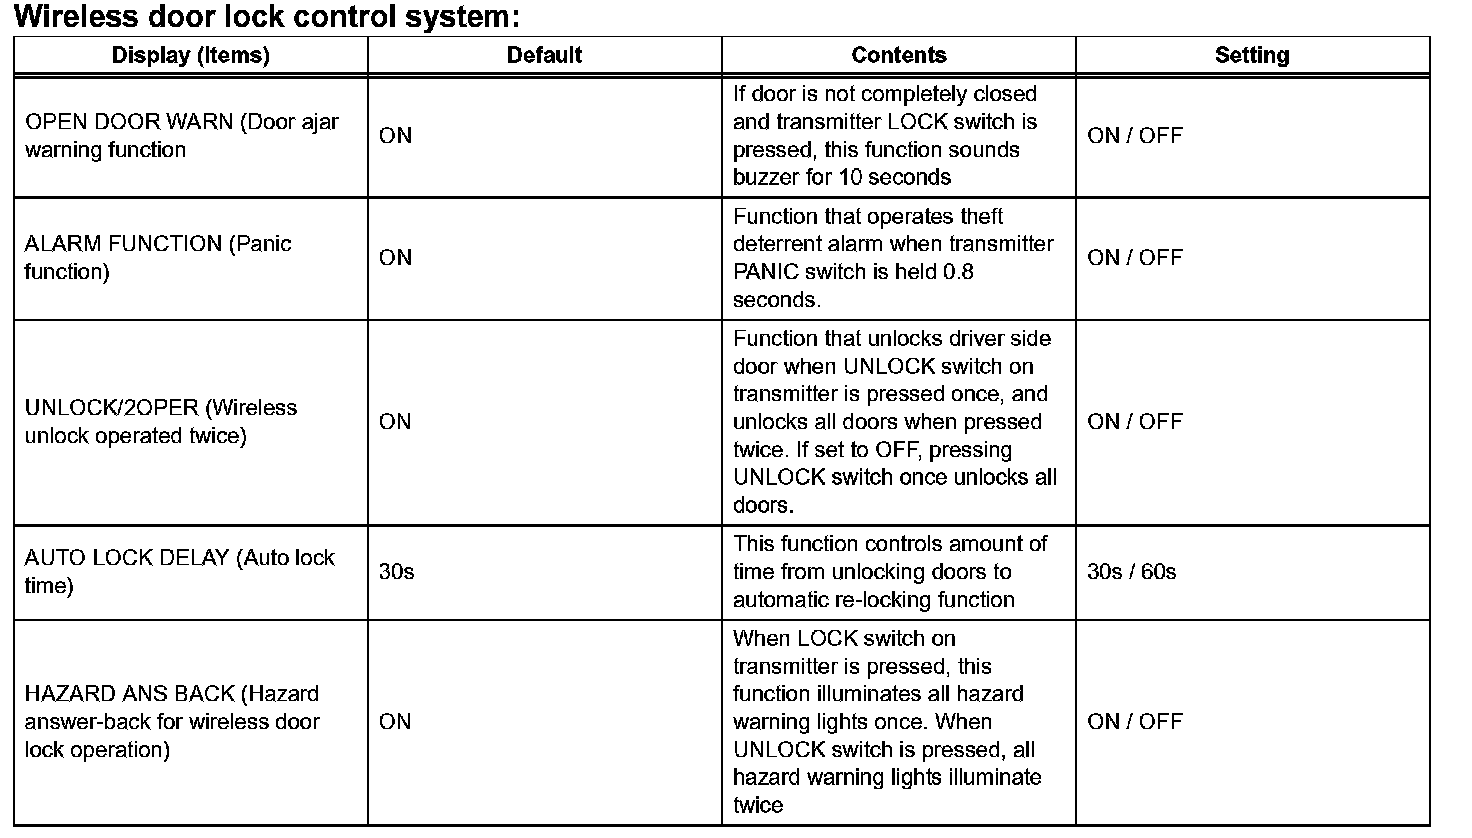 Wireless door lock control system:
Display (Items)
Default
Contents
Setting
OPEN DOOR WARN (Door ajar
warning function
ON
If door is not completely closed
and transmitter LOCK switch is
pressed, this function sounds
buzzer for 10 seconds
ON / OFF
ALARM FUNCTION (Panic
function)
ON
Function that operates theft
deterrent alarm when transmitter
PANIC switch is held 0.8
seconds.
ON / OFF
UNLOCK/2OPER (Wireless
unlock operated twice)
ON
Function that unlocks driver side
door when UNLOCK switch on
transmitter is pressed once, and
unlocks all doors when pressed
twice. If set to OFF, pressing
UNLOCK switch once unlocks all
doors.
ON / OFF
AUTO LOCK DELAY (Auto lock
time)
30s
This function controls amount of
time from unlocking doors to
automatic re-locking function
30s / 60s
HAZARD ANS BACK (Hazard
answer-back for wireless door
lock operation)
ON
When LOCK switch on
transmitter is pressed, this
function illuminates all hazard
warning lights once. When
UNLOCK switch is pressed, all
hazard warning lights illuminate
twice
ON / OFF